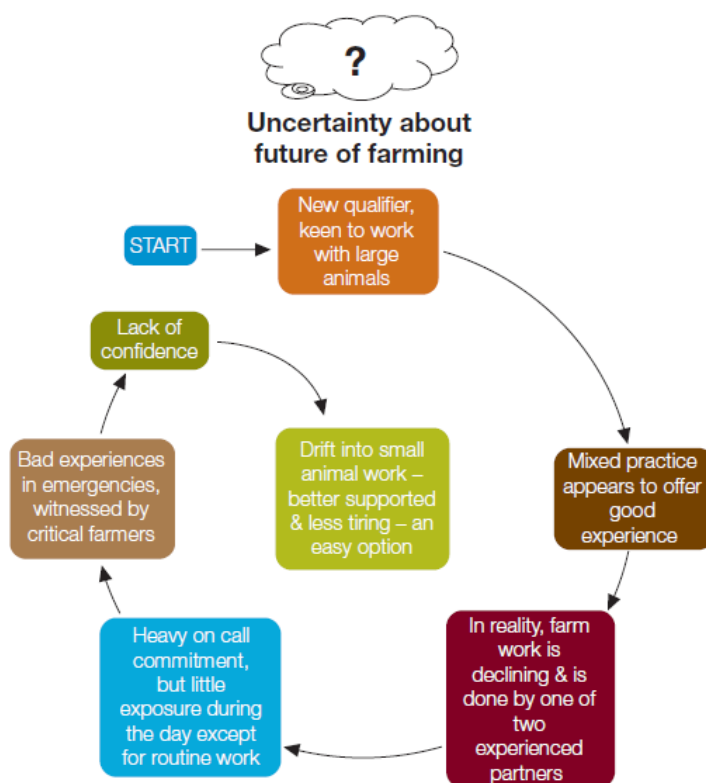 ?
Uncertainty about
future of farming
START
New qualifier,
keen to work
with large
animals
Mixed practice
appears to offer
good
experience
In reality, farm
work is
declining & is
done by one of
two
experienced
partners
Heavy on call
commitment,
but little
exposure during
the day except
for routine work
Bad experiences
in emergencies,
witnessed by
critical farmers
Lack of
confidence
Drift into small
animal work –
better supported
& less tiring – an
easy option